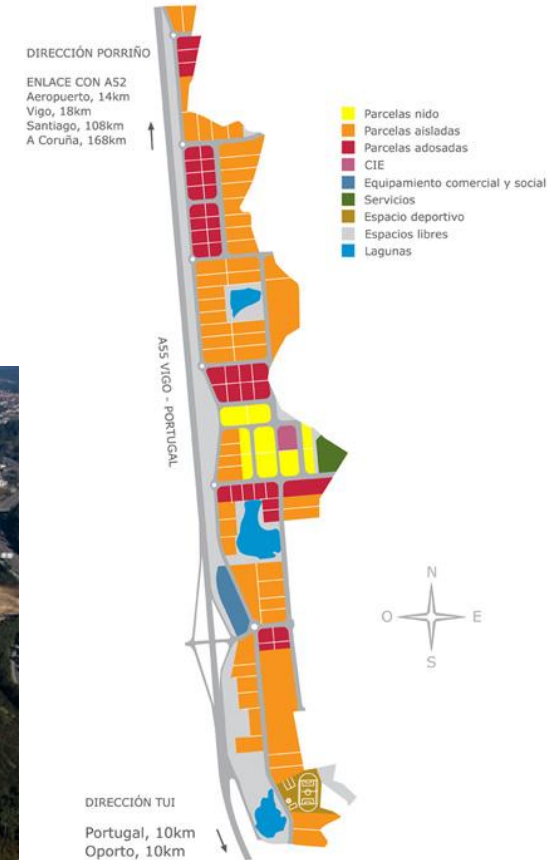 DIRECCIÓN PORRIÑO
ENLACE CON A52
Aeropuerto, 14km
Vigo, 18km
Santiago, 108km
A Coruña, 168km
Parcelas nido
Parcelas aisladas
Parcelas adosadas
CIE
Equipamiento comercial y social
Servicios
Espacio deportivo
Espacios libres
Lagunas
A55 VIGO - PORTUGAL
N
O
E
S
DIRECCIÓN TUI
Portugal, 10km
Oporto, 10km